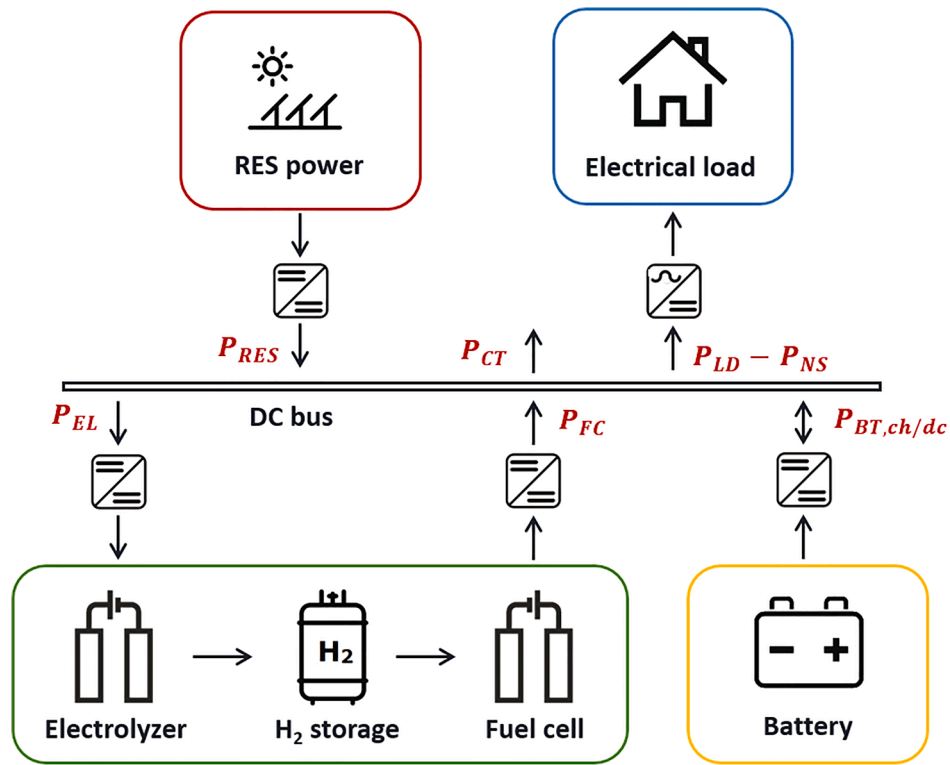 RES power
Electrical load
P_RES
P_CT
P_LD − P_NS
P_EL
DC bus
P_FC
P_BT,ch/dc
H₂
Electrolyzer
H₂ storage
Fuel cell
Battery